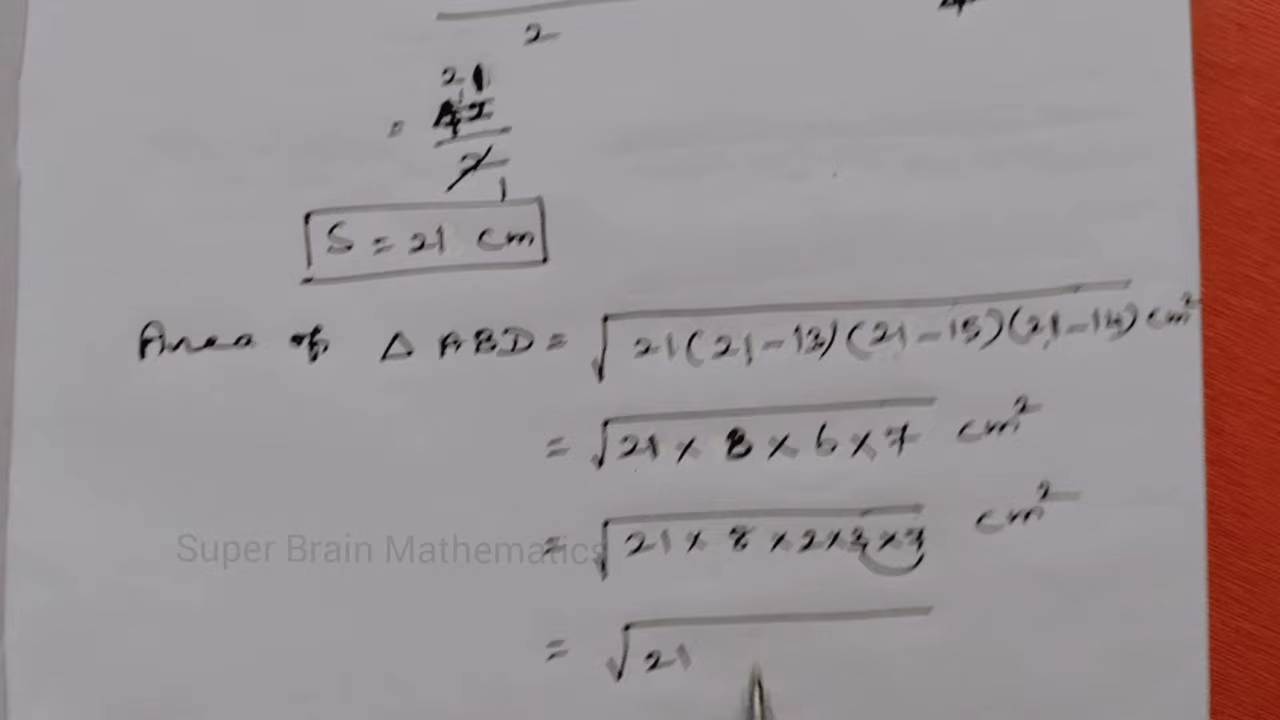 2
21
= 42
2
1
S = 21 cm
Area of △ ABD = √21(21-13)(21-15)(21-14) cm²
= √21 × 8 × 6 × 7 cm²
= √21 × 8 × 2 × 3 × 7 cm²
Super Brain Mathematics
= √21